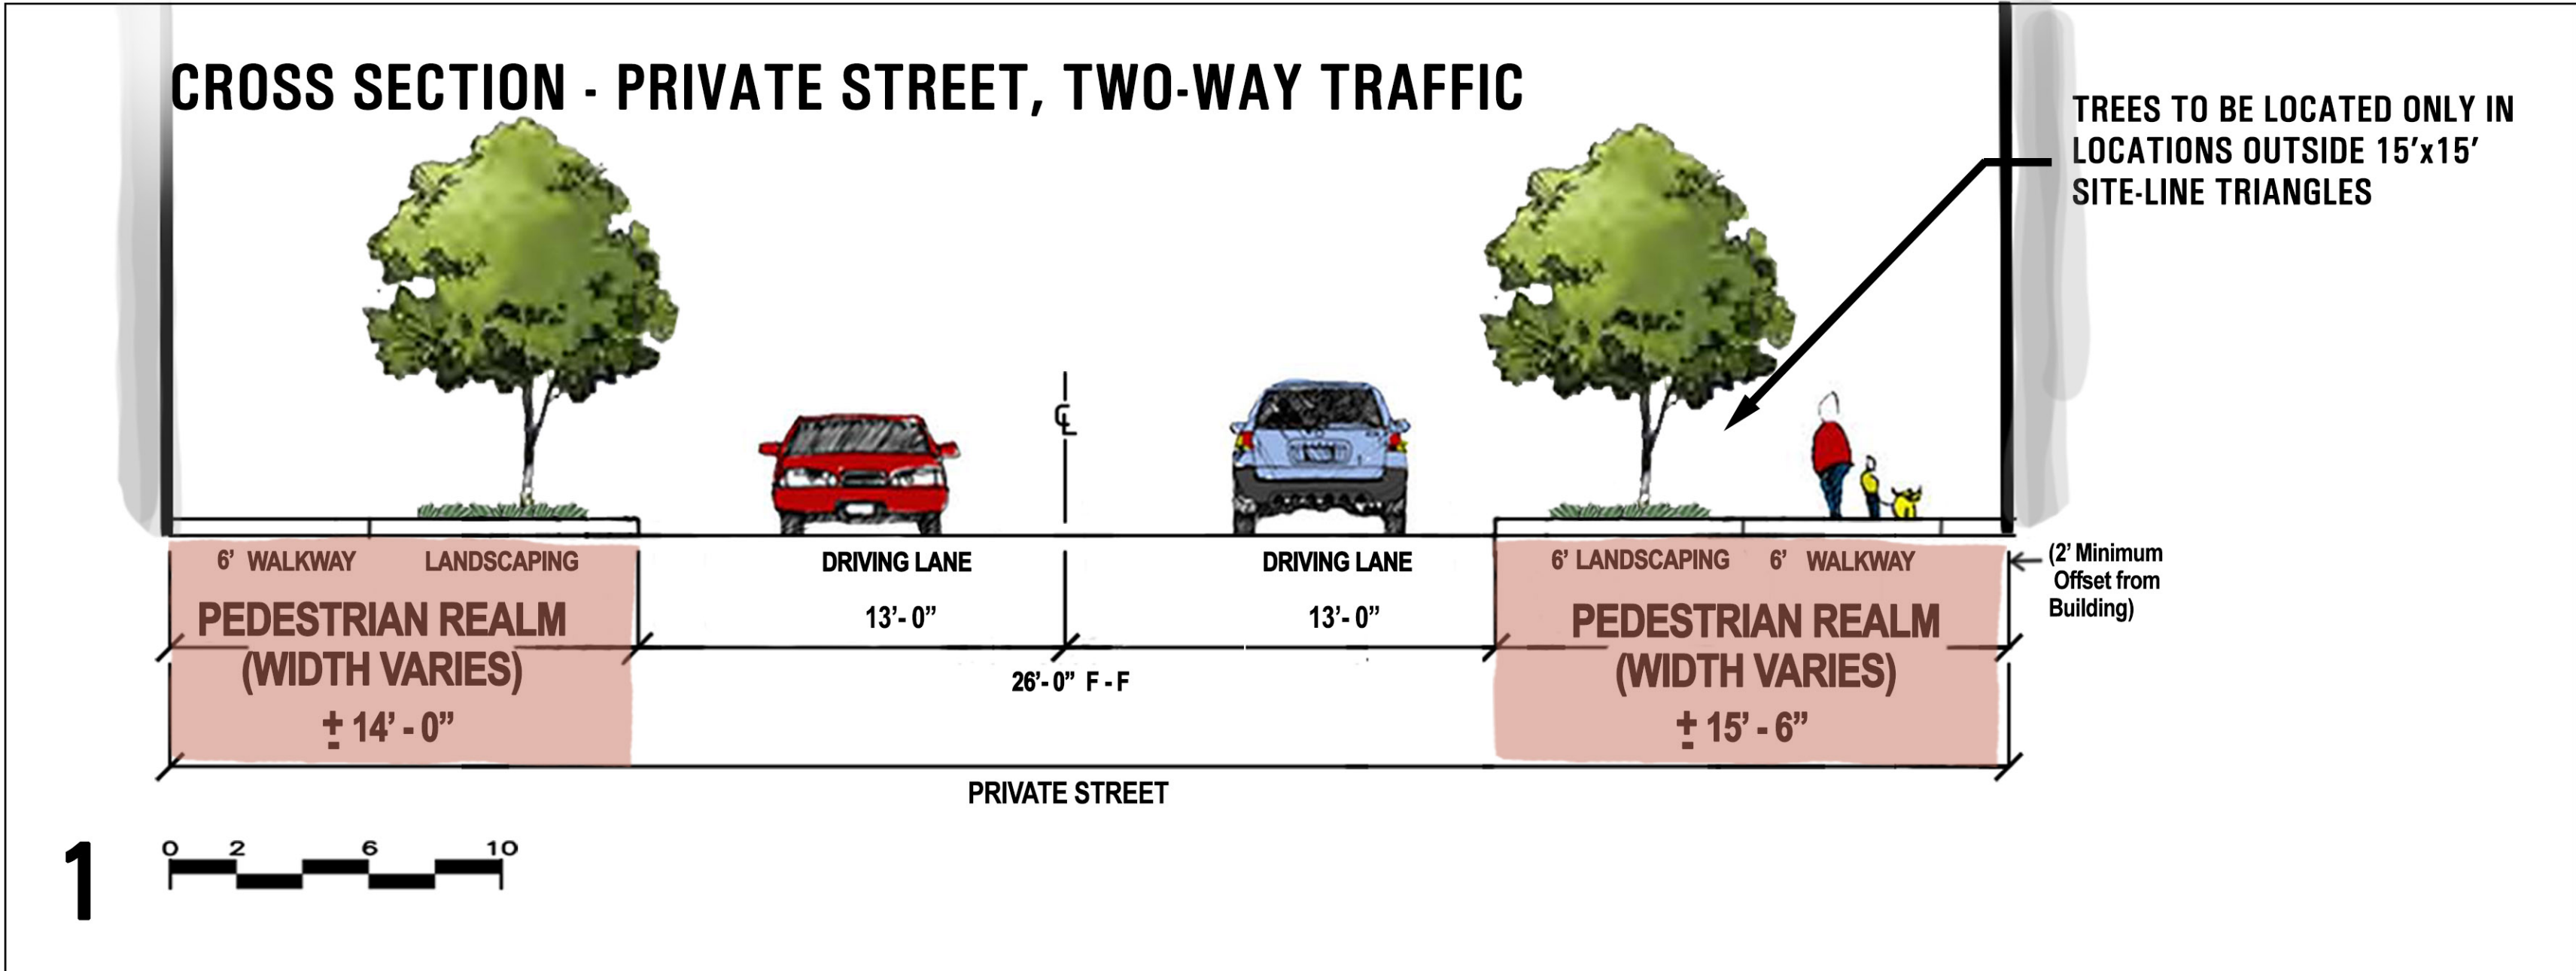 CROSS SECTION - PRIVATE STREET, TWO-WAY TRAFFIC
TREES TO BE LOCATED ONLY IN
LOCATIONS OUTSIDE 15’x15’
SITE-LINE TRIANGLES
CL
6’ WALKWAY LANDSCAPING
DRIVING LANE
DRIVING LANE
6’ LANDSCAPING 6’ WALKWAY
(2’ Minimum
Offset from
Building)
PEDESTRIAN REALM
(WIDTH VARIES)
± 14’ - 0”
13’- 0”
13’- 0”
26’- 0” F - F
PEDESTRIAN REALM
(WIDTH VARIES)
± 15’ - 6”
PRIVATE STREET
1
0 2 6 10